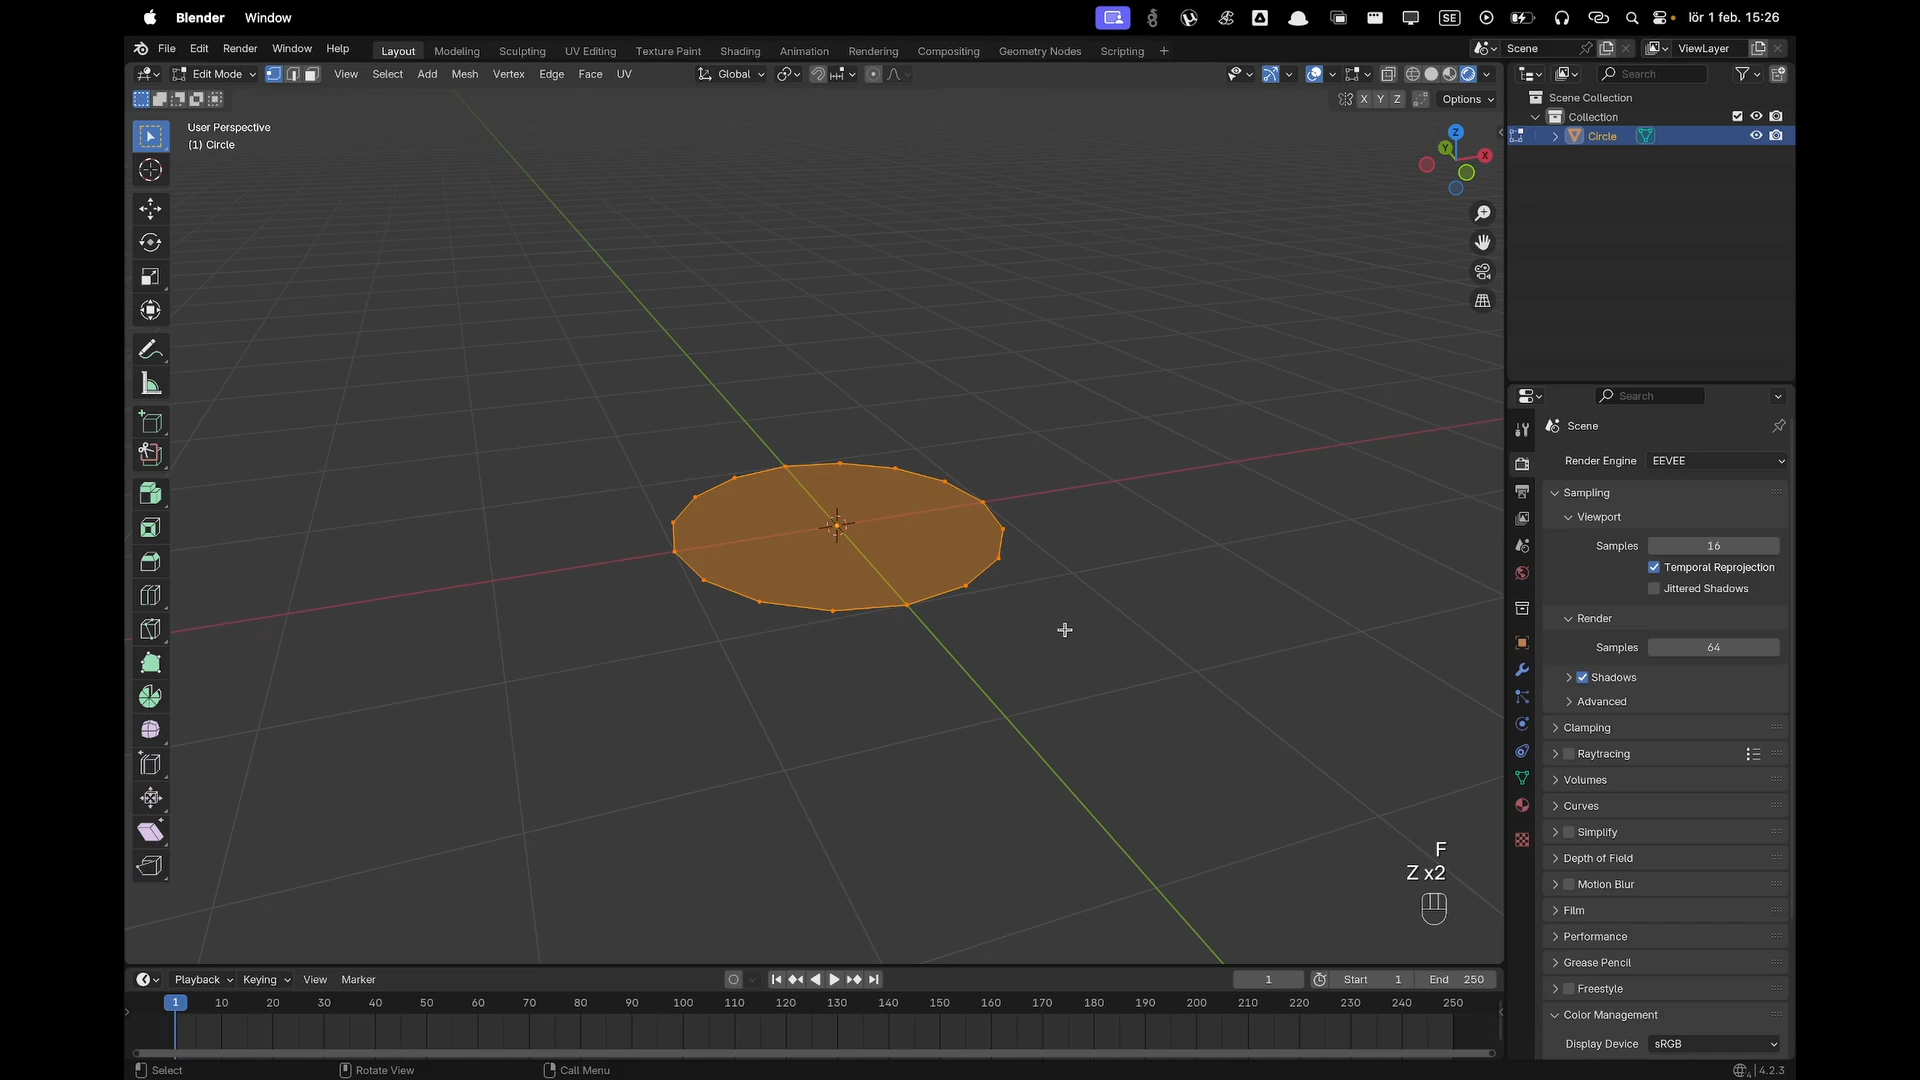 Blender Window
SE lör 1 feb. 15:26
File Edit Render Window Help
Layout Modeling Sculpting UV Editing Texture Paint Shading Animation Rendering Compositing Geometry Nodes Scripting +
Scene ViewLayer
Edit Mode View Select Add Mesh Vertex Edge Face UV Global
Search
X Y Z Options
Scene Collection
Collection
Circle
User Perspective
(1) Circle
Z
Y
X
Search
Scene
Render Engine EEVEE
Sampling
Viewport
Samples 16
Temporal Reprojection
Jittered Shadows
Render
Samples 64
Shadows
Advanced
Clamping
Raytracing
Volumes
Curves
Simplify
Depth of Field
Motion Blur
Film
Performance
Grease Pencil
Freestyle
Color Management
Display Device sRGB
F
Z x2
Playback Keying View Marker 1 Start 1 End 250
1 10 20 30 40 50 60 70 80 90 100 110 120 130 140 150 160 170 180 190 200 210 220 230 240 250
Select Rotate View Call Menu 4.2.3